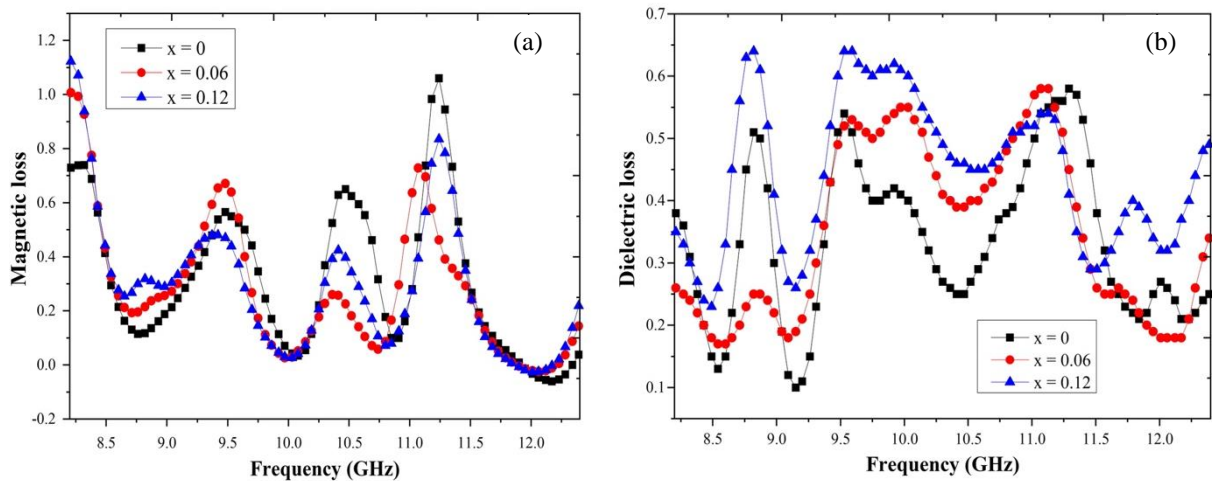 (a)
x = 0
x = 0.06
x = 0.12
Magnetic loss
1.2
1.0
0.8
0.6
0.4
0.2
0.0
-0.2
8.5 9.0 9.5 10.0 10.5 11.0 11.5 12.0
Frequency (GHz)
(b)
Dielectric loss
0.7
0.6
0.5
0.4
0.3
0.2
0.1
x = 0
x = 0.06
x = 0.12
8.5 9.0 9.5 10.0 10.5 11.0 11.5 12.0
Frequency (GHz)